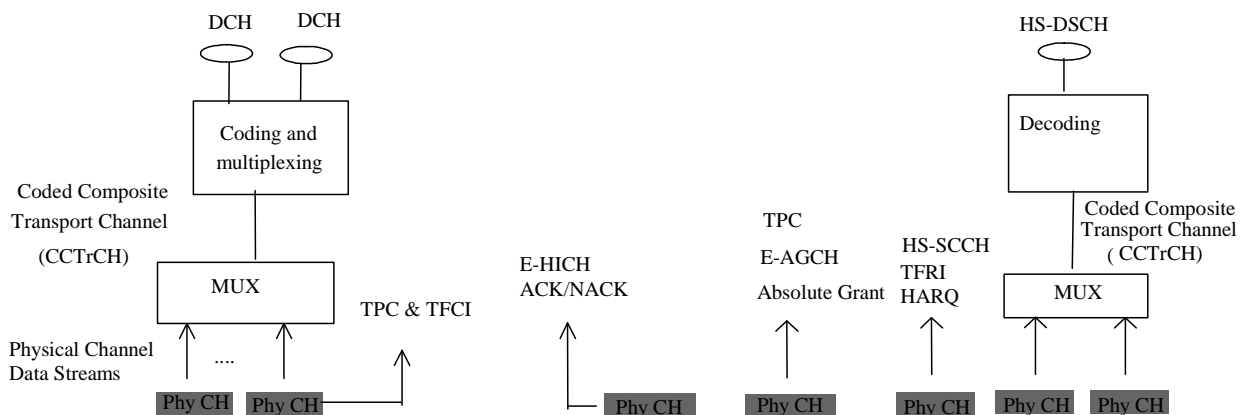 DCH
DCH
Coding and
multiplexing
Coded Composite
Transport Channel
(CCTrCH)
MUX
TPC & TFCI
Physical Channel
Data Streams
....
Phy CH
Phy CH
E-HICH
ACK/NACK
Phy CH
TPC
E-AGCH
Absolute Grant
Phy CH
HS-SCCH
TFRI
HARQ
Phy CH
HS-DSCH
Decoding
Coded Composite
Transport Channel
( CCTrCH)
MUX
Phy CH
Phy CH